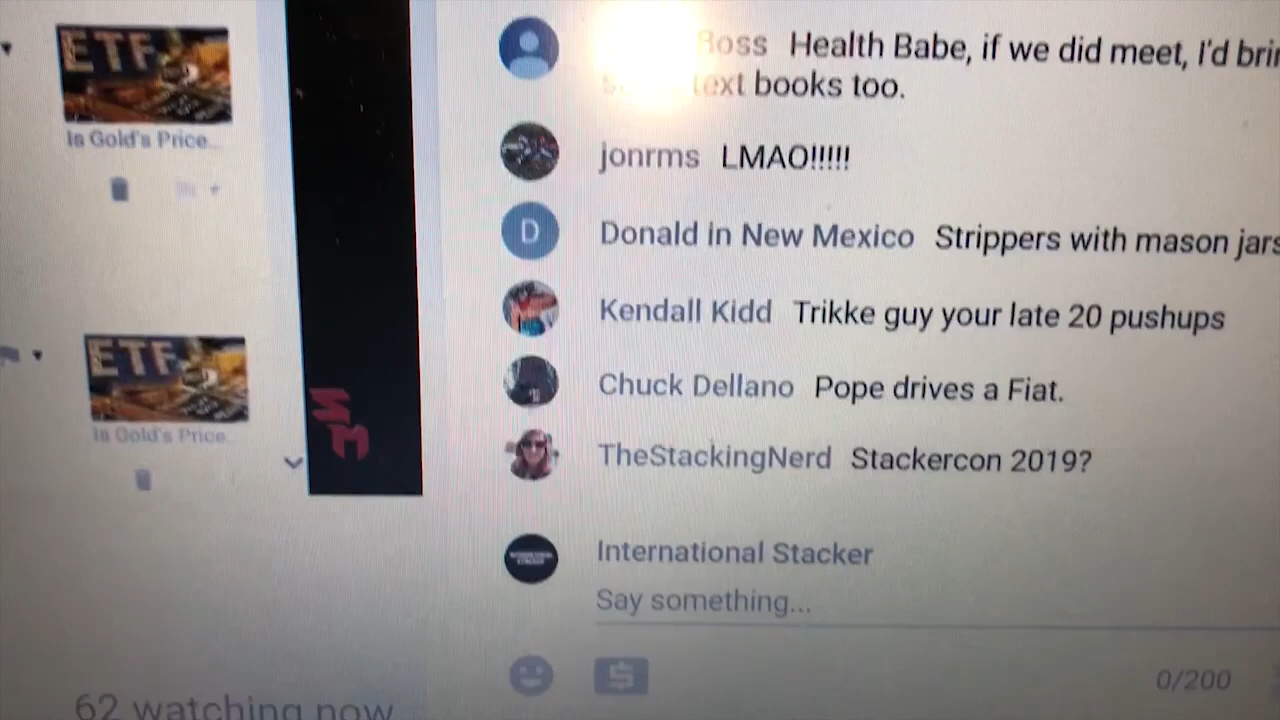 ETF
Is Gold's Price...
ETF
Is Gold's Price...
SM
62 watching now
Boss Health Babe, if we did meet, I'd brin
text books too.
jonrms LMAO!!!!!
Donald in New Mexico Strippers with mason jars
Kendall Kidd Trikke guy your late 20 pushups
Chuck Dellano Pope drives a Fiat.
TheStackingNerd Stackercon 2019?
International Stacker
Say something...
0/200
D
$